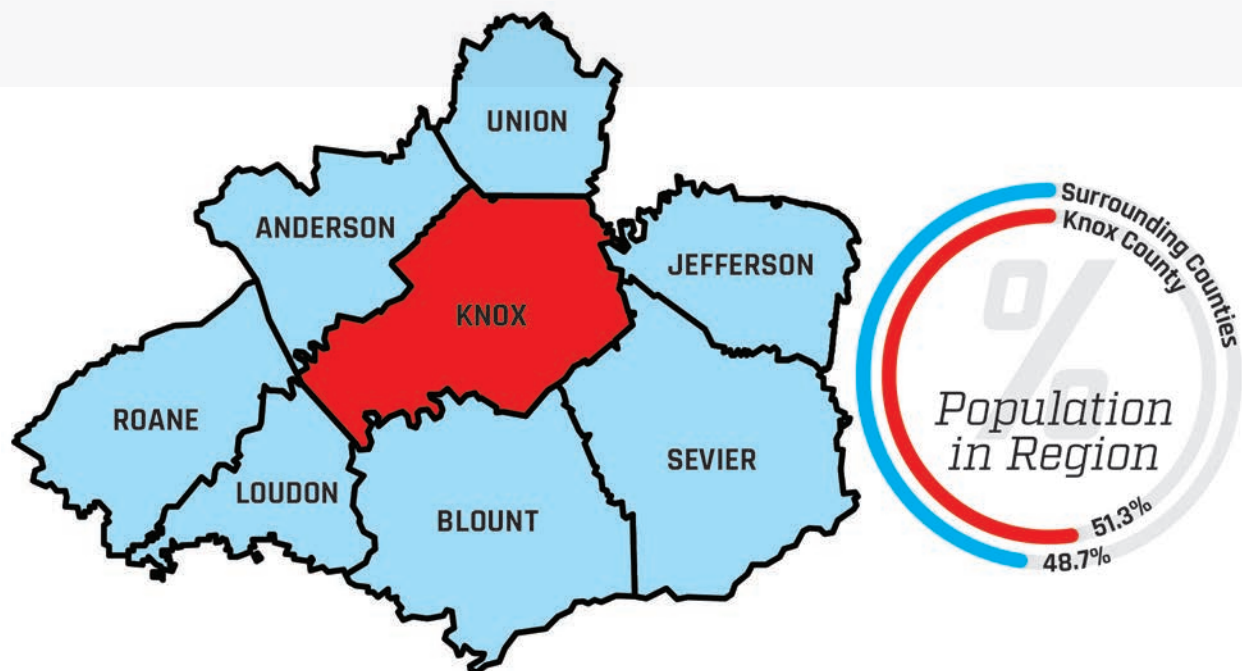 UNION
ANDERSON
JEFFERSON
KNOX
ROANE
LOUDON
BLOUNT
SEVIER
Surrounding Counties
Knox County
%
Population
in Region
51.3%
48.7%